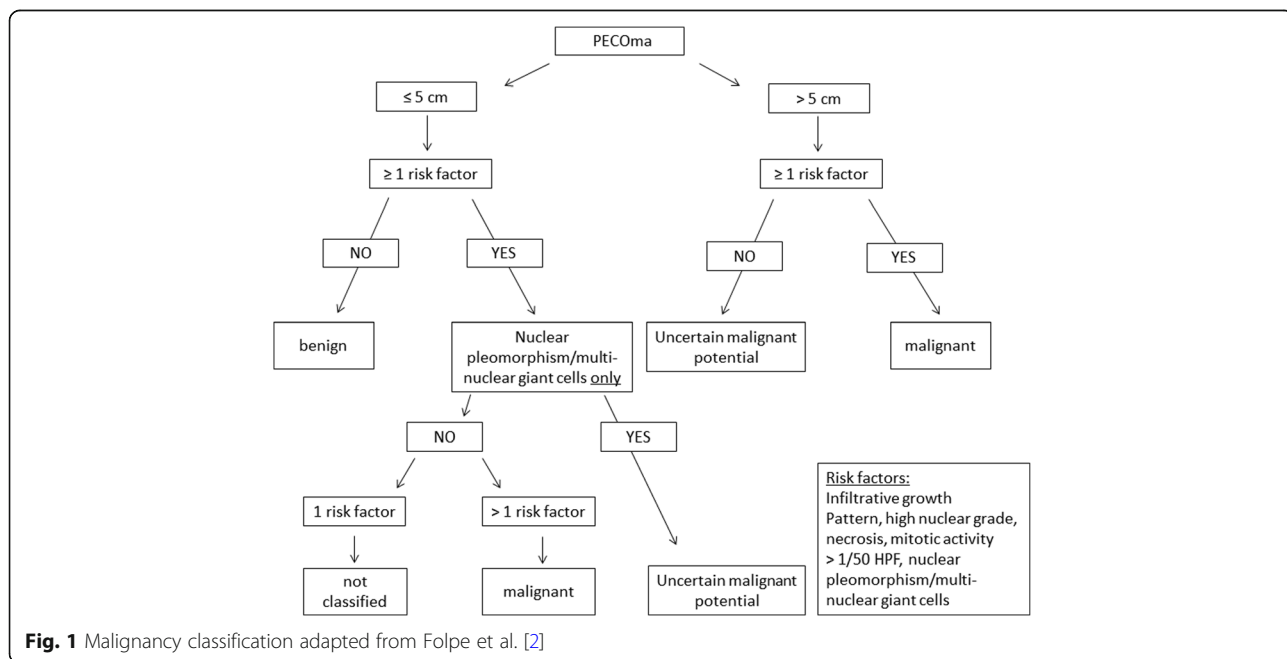 PECOma
≤ 5 cm
> 5 cm
≥ 1 risk factor
≥ 1 risk factor
NO
YES
NO
YES
benign
Nuclear
pleomorphism/multi-
nuclear giant cells only
Uncertain malignant
potential
malignant
NO
YES
1 risk factor
> 1 risk factor
not
classified
malignant
Uncertain malignant
potential
Risk factors:
Infiltrative growth
Pattern, high nuclear grade,
necrosis, mitotic activity
> 1/50 HPF, nuclear
pleomorphism/multi-
nuclear giant cells
Fig. 1 Malignancy classification adapted from Folpe et al. [2]